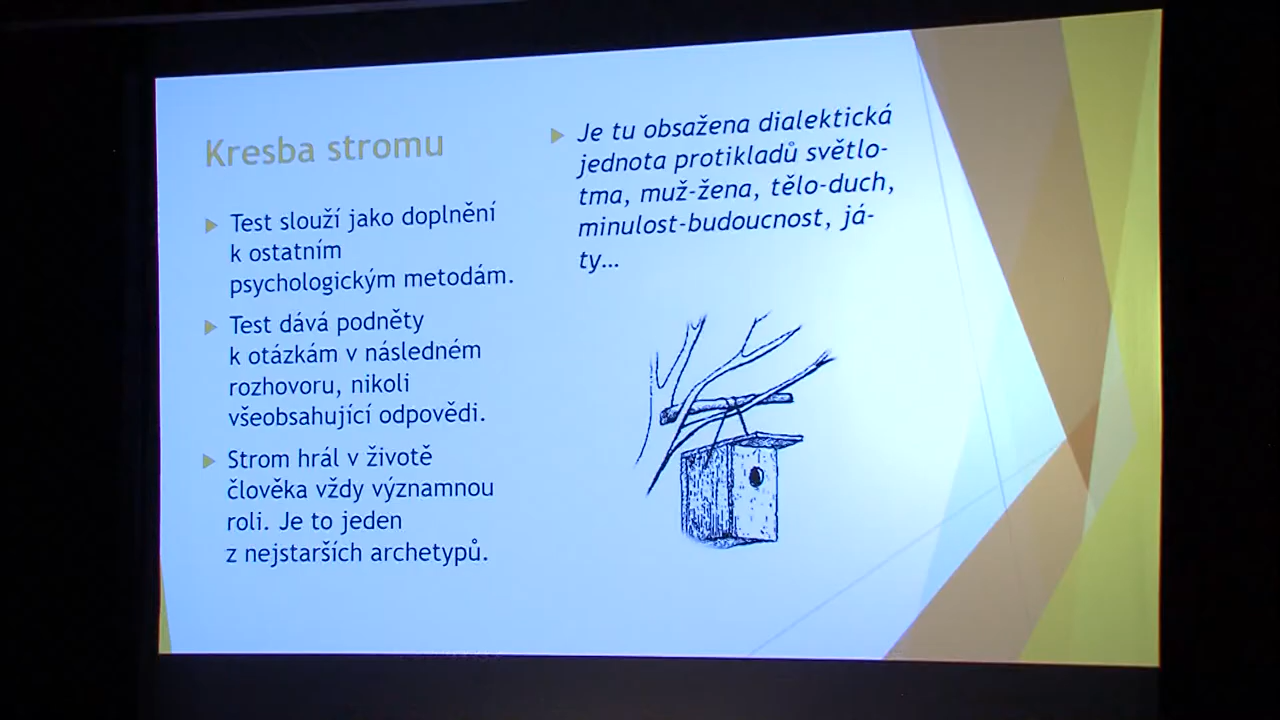 Kresba stromu
Test slouží jako doplnění
k ostatním
psychologickým metodám.
Test dává podněty
k otázkám v následném
rozhovoru, nikoli
všeobsahující odpovědi.
Strom hrál v životě
člověka vždy významnou
roli. Je to jeden
z nejstarších archetypů.
Je tu obsažena dialektická
jednota protikladů světlo-
tma, muž-žena, tělo-duch,
minulost-budoucnost, já-
ty…